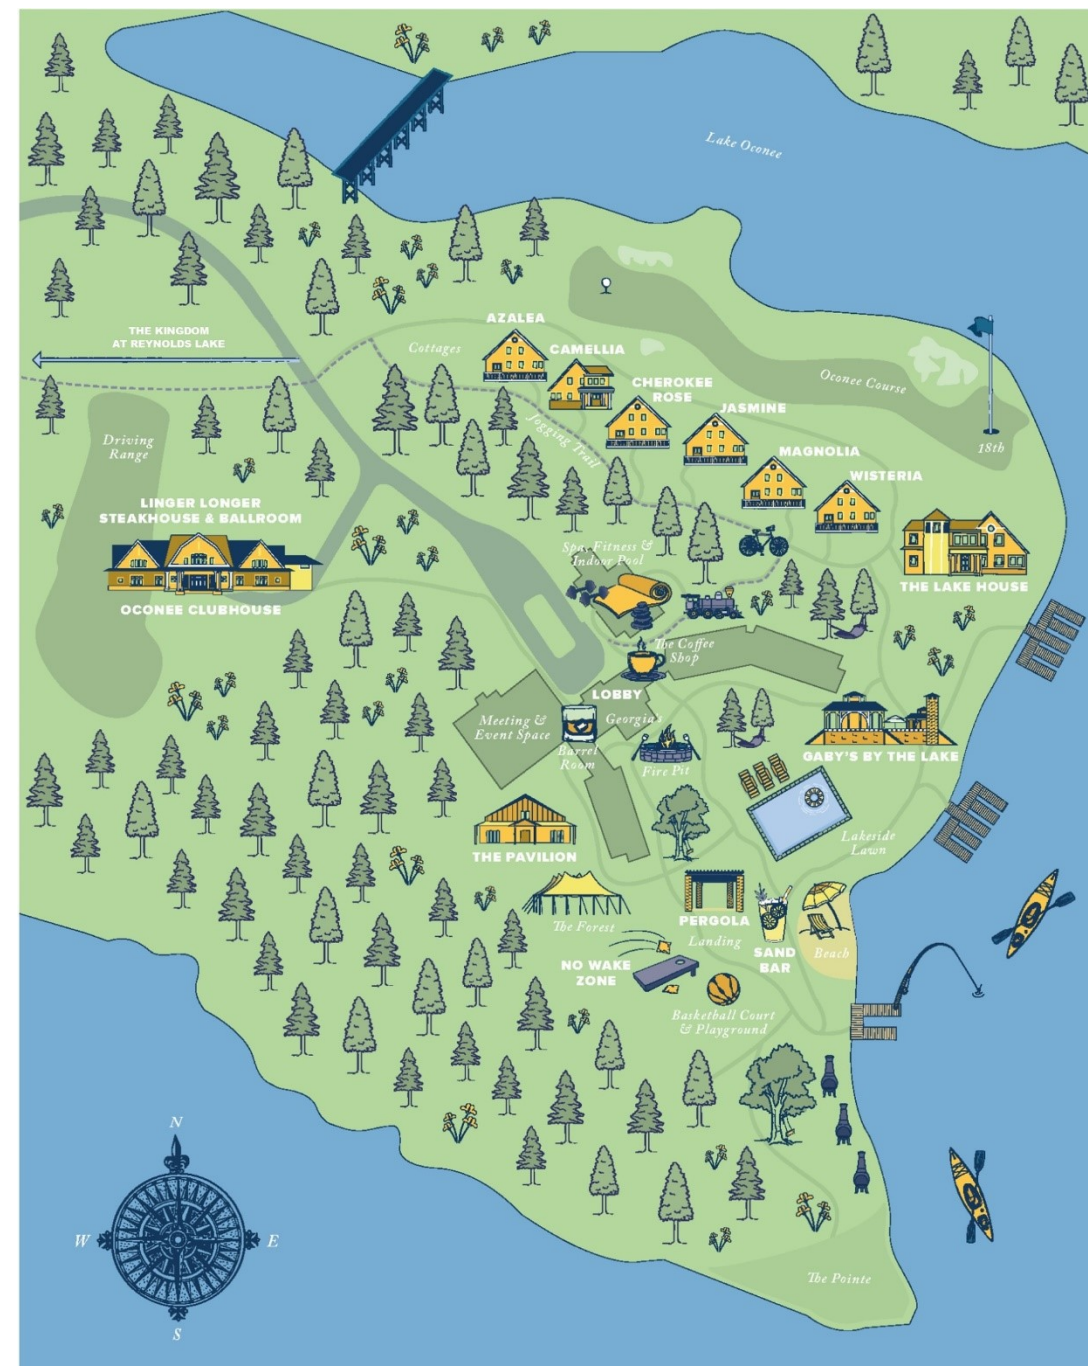 Lake Oconee
THE KINGDOM
AT REYNOLDS LAKE
AZALEA
Cottages
CAMELLIA
CHEROKEE
ROSE
Oconee Course
JASMINE
Jogging Trail
18th
Driving
Range
MAGNOLIA
WISTERIA
LINGER LONGER
STEAKHOUSE & BALLROOM
OCONEE CLUBHOUSE
Spa, Fitness &
Indoor Pool
THE LAKE HOUSE
The Coffee
Shop
LOBBY
Georgia's
Meeting &
Event Space
Barrel
Room
Fire Pit
GABY'S BY THE LAKE
Lakeside
Lawn
THE PAVILION
The Forest
PERGOLA
Landing
SAND
BAR
Beach
NO WAKE
ZONE
Basketball Court
& Playground
N
W
E
S
The Pointe